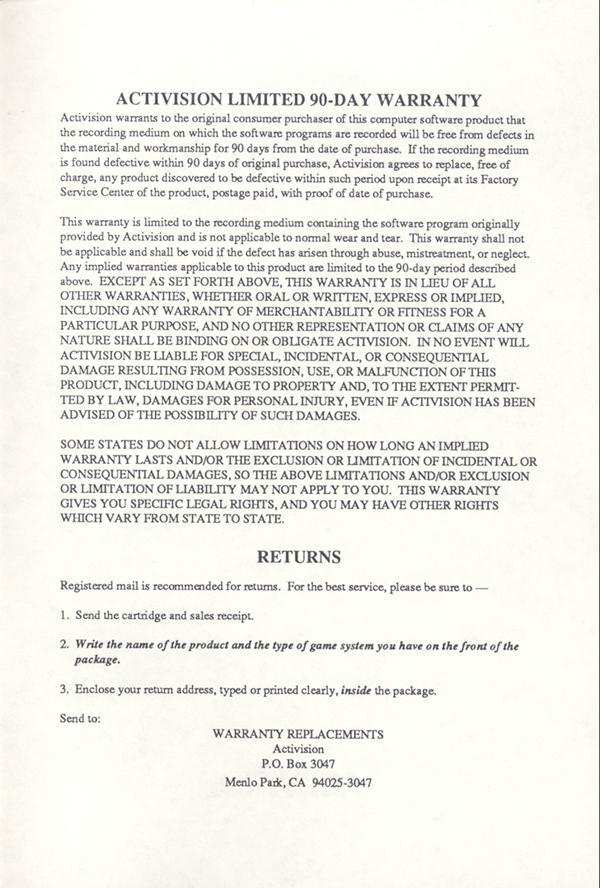 ACTIVISION LIMITED 90-DAY WARRANTY
Activision warrants to the original consumer purchaser of this computer software product that
the recording medium on which the software programs are recorded will be free from defects in
the material and workmanship for 90 days from the date of purchase. If the recording medium
is found defective within 90 days of original purchase, Activision agrees to replace, free of
charge, any product discovered to be defective within such period upon receipt at its Factory
Service Center of the product, postage paid, with proof of date of purchase.
This warranty is limited to the recording medium containing the software program originally
provided by Activision and is not applicable to normal wear and tear. This warranty shall not
be applicable and shall be void if the defect has arisen through abuse, mistreatment, or neglect.
Any implied warranties applicable to this product are limited to the 90-day period described
above. EXCEPT AS SET FORTH ABOVE, THIS WARRANTY IS IN LIEU OF ALL
OTHER WARRANTIES, WHETHER ORAL OR WRITTEN, EXPRESS OR IMPLIED,
INCLUDING ANY WARRANTY OF MERCHANTABILITY OR FITNESS FOR A
PARTICULAR PURPOSE, AND NO OTHER REPRESENTATION OR CLAIMS OF ANY
NATURE SHALL BE BINDING ON OR OBLIGATE ACTIVISION. IN NO EVENT WILL
ACTIVISION BE LIABLE FOR SPECIAL, INCIDENTAL, OR CONSEQUENTIAL
DAMAGE RESULTING FROM POSSESSION, USE, OR MALFUNCTION OF THIS
PRODUCT, INCLUDING DAMAGE TO PROPERTY AND, TO THE EXTENT PERMIT-
TED BY LAW, DAMAGES FOR PERSONAL INJURY, EVEN IF ACTIVISION HAS BEEN
ADVISED OF THE POSSIBILITY OF SUCH DAMAGES.
SOME STATES DO NOT ALLOW LIMITATIONS ON HOW LONG AN IMPLIED
WARRANTY LASTS AND/OR THE EXCLUSION OR LIMITATION OF INCIDENTAL OR
CONSEQUENTIAL DAMAGES, SO THE ABOVE LIMITATIONS AND/OR EXCLUSION
OR LIMITATION OF LIABILITY MAY NOT APPLY TO YOU. THIS WARRANTY
GIVES YOU SPECIFIC LEGAL RIGHTS, AND YOU MAY HAVE OTHER RIGHTS
WHICH VARY FROM STATE TO STATE.
RETURNS
Registered mail is recommended for returns. For the best service, please be sure to —
1. Send the cartridge and sales receipt.
2. Write the name of the product and the type of game system you have on the front of the
package.
3. Enclose your return address, typed or printed clearly, inside the package.
Send to:
WARRANTY REPLACEMENTS
Activision
P.O. Box 3047
Menlo Park, CA 94025-3047